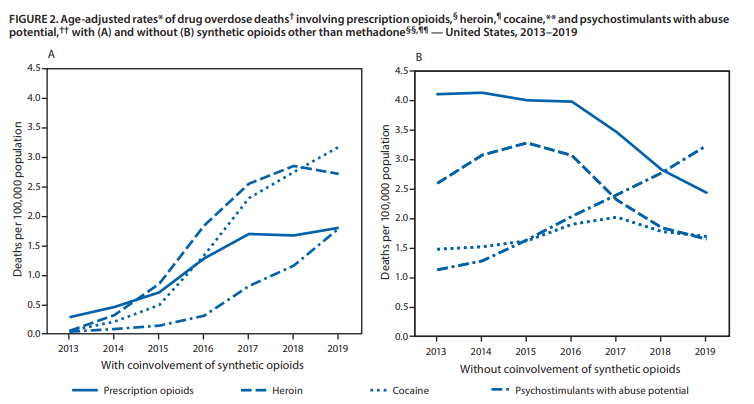 FIGURE 2. Age-adjusted rates* of drug overdose deaths† involving prescription opioids,§ heroin,¶ cocaine,** and psychostimulants with abuse
potential,†† with (A) and without (B) synthetic opioids other than methadone§§,¶¶ — United States, 2013–2019
A
4.5
4.0
3.5
3.0
2.5
2.0
1.5
1.0
0.5
0.0
Deaths per 100,000 population
2013 2014 2015 2016 2017 2018 2019
With coinvolvement of synthetic opioids
B
4.5
4.0
3.5
3.0
2.5
2.0
1.5
1.0
0.5
0.0
Deaths per 100,000 population
2013 2014 2015 2016 2017 2018 2019
Without coinvolvement of synthetic opioids
Prescription opioids Heroin Cocaine Psychostimulants with abuse potential